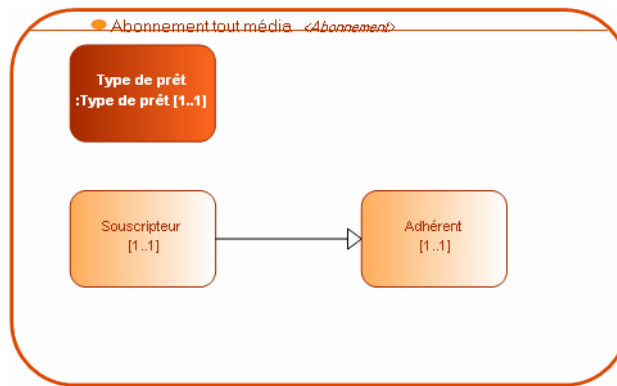 Abonnement tout média <Abonnement>
Type de prêt
:Type de prêt [1..1]
Souscripteur
[1..1]
Adhérent
[1..1]